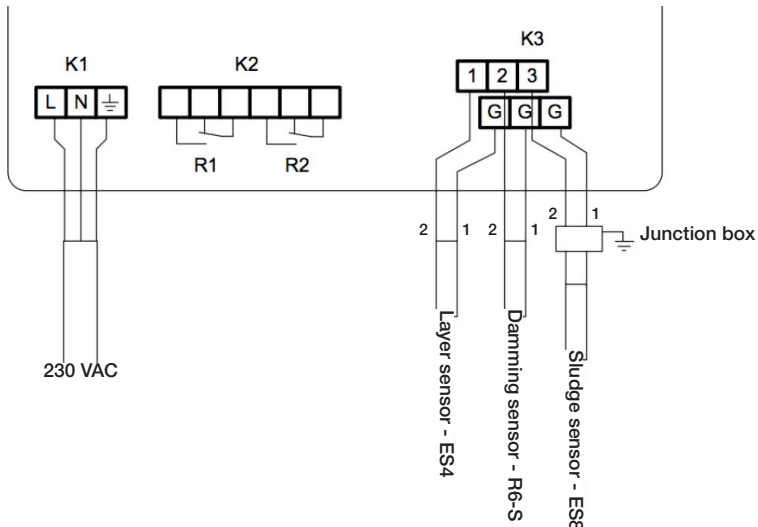 K1
K2
K3
L N
1 2 3
G G G
R1
R2
2 1 2 1
2 1
Junction box
230 VAC
Layer sensor - ES4
Damming sensor - R6-S
Sludge sensor - ES8